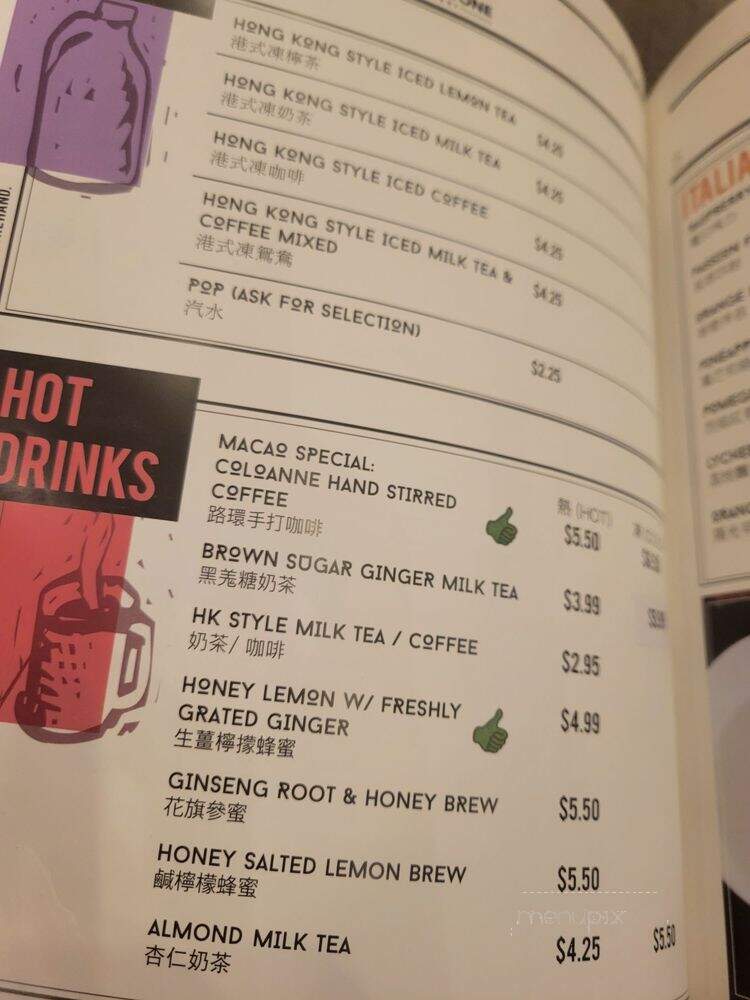 HONG KONG STYLE ICED LEMON TEA $4.25
港式凍檸茶
HONG KONG STYLE ICED MILK TEA $4.25
港式凍奶茶
HONG KONG STYLE ICED COFFEE $4.25
港式凍咖啡
HONG KONG STYLE ICED MILK TEA & $4.25
COFFEE MIXED
港式凍鴛鴦
POP (ASK FOR SELECTION) $2.25
汽水
HOT
DRINKS
MACAO SPECIAL:
COLOANNE HAND STIRRED 熱 (HOT)
COFFEE $5.50
路環手打咖啡
BROWN SUGAR GINGER MILK TEA $3.99
黑羗糖奶茶
HK STYLE MILK TEA / COFFEE $2.95
奶茶/ 咖啡
HONEY LEMON W/ FRESHLY $4.99
GRATED GINGER
生薑檸檬蜂蜜
GINSENG ROOT & HONEY BREW $5.50
花旗參蜜
HONEY SALTED LEMON BREW $5.50
鹹檸檬蜂蜜
menupix
ALMOND MILK TEA $4.25 $5.50
杏仁奶茶